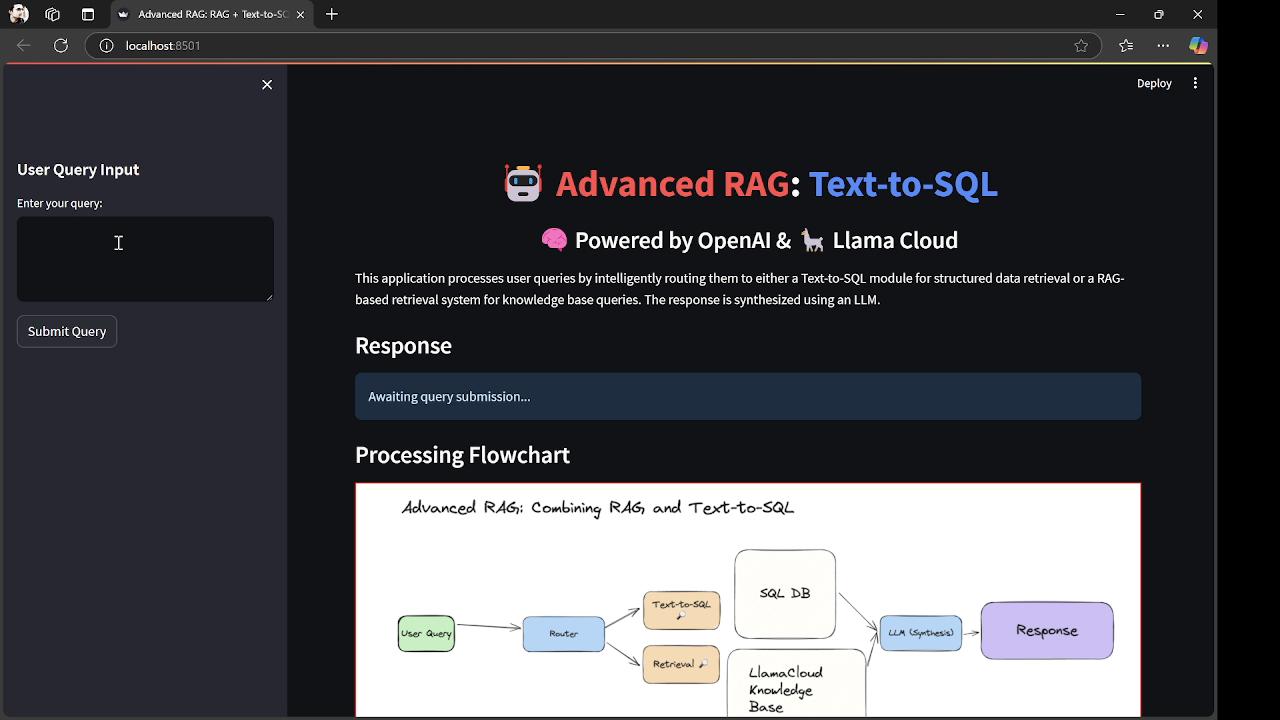 Advanced RAG: RAG + Text-to-SQ
localhost:8501
Deploy
User Query Input
Enter your query:
Submit Query
Advanced RAG: Text-to-SQL
Powered by OpenAI & Llama Cloud
This application processes user queries by intelligently routing them to either a Text-to-SQL module for structured data retrieval or a RAG-
based retrieval system for knowledge base queries. The response is synthesized using an LLM.
Response
Awaiting query submission...
Processing Flowchart
Advanced RAG: Combining RAG and Text-to-SQL
User Query
Router
Text-to-SQL
Retrieval
SQL DB
LlamaCloud
Knowledge
Base
LLM (Synthesis)
Response